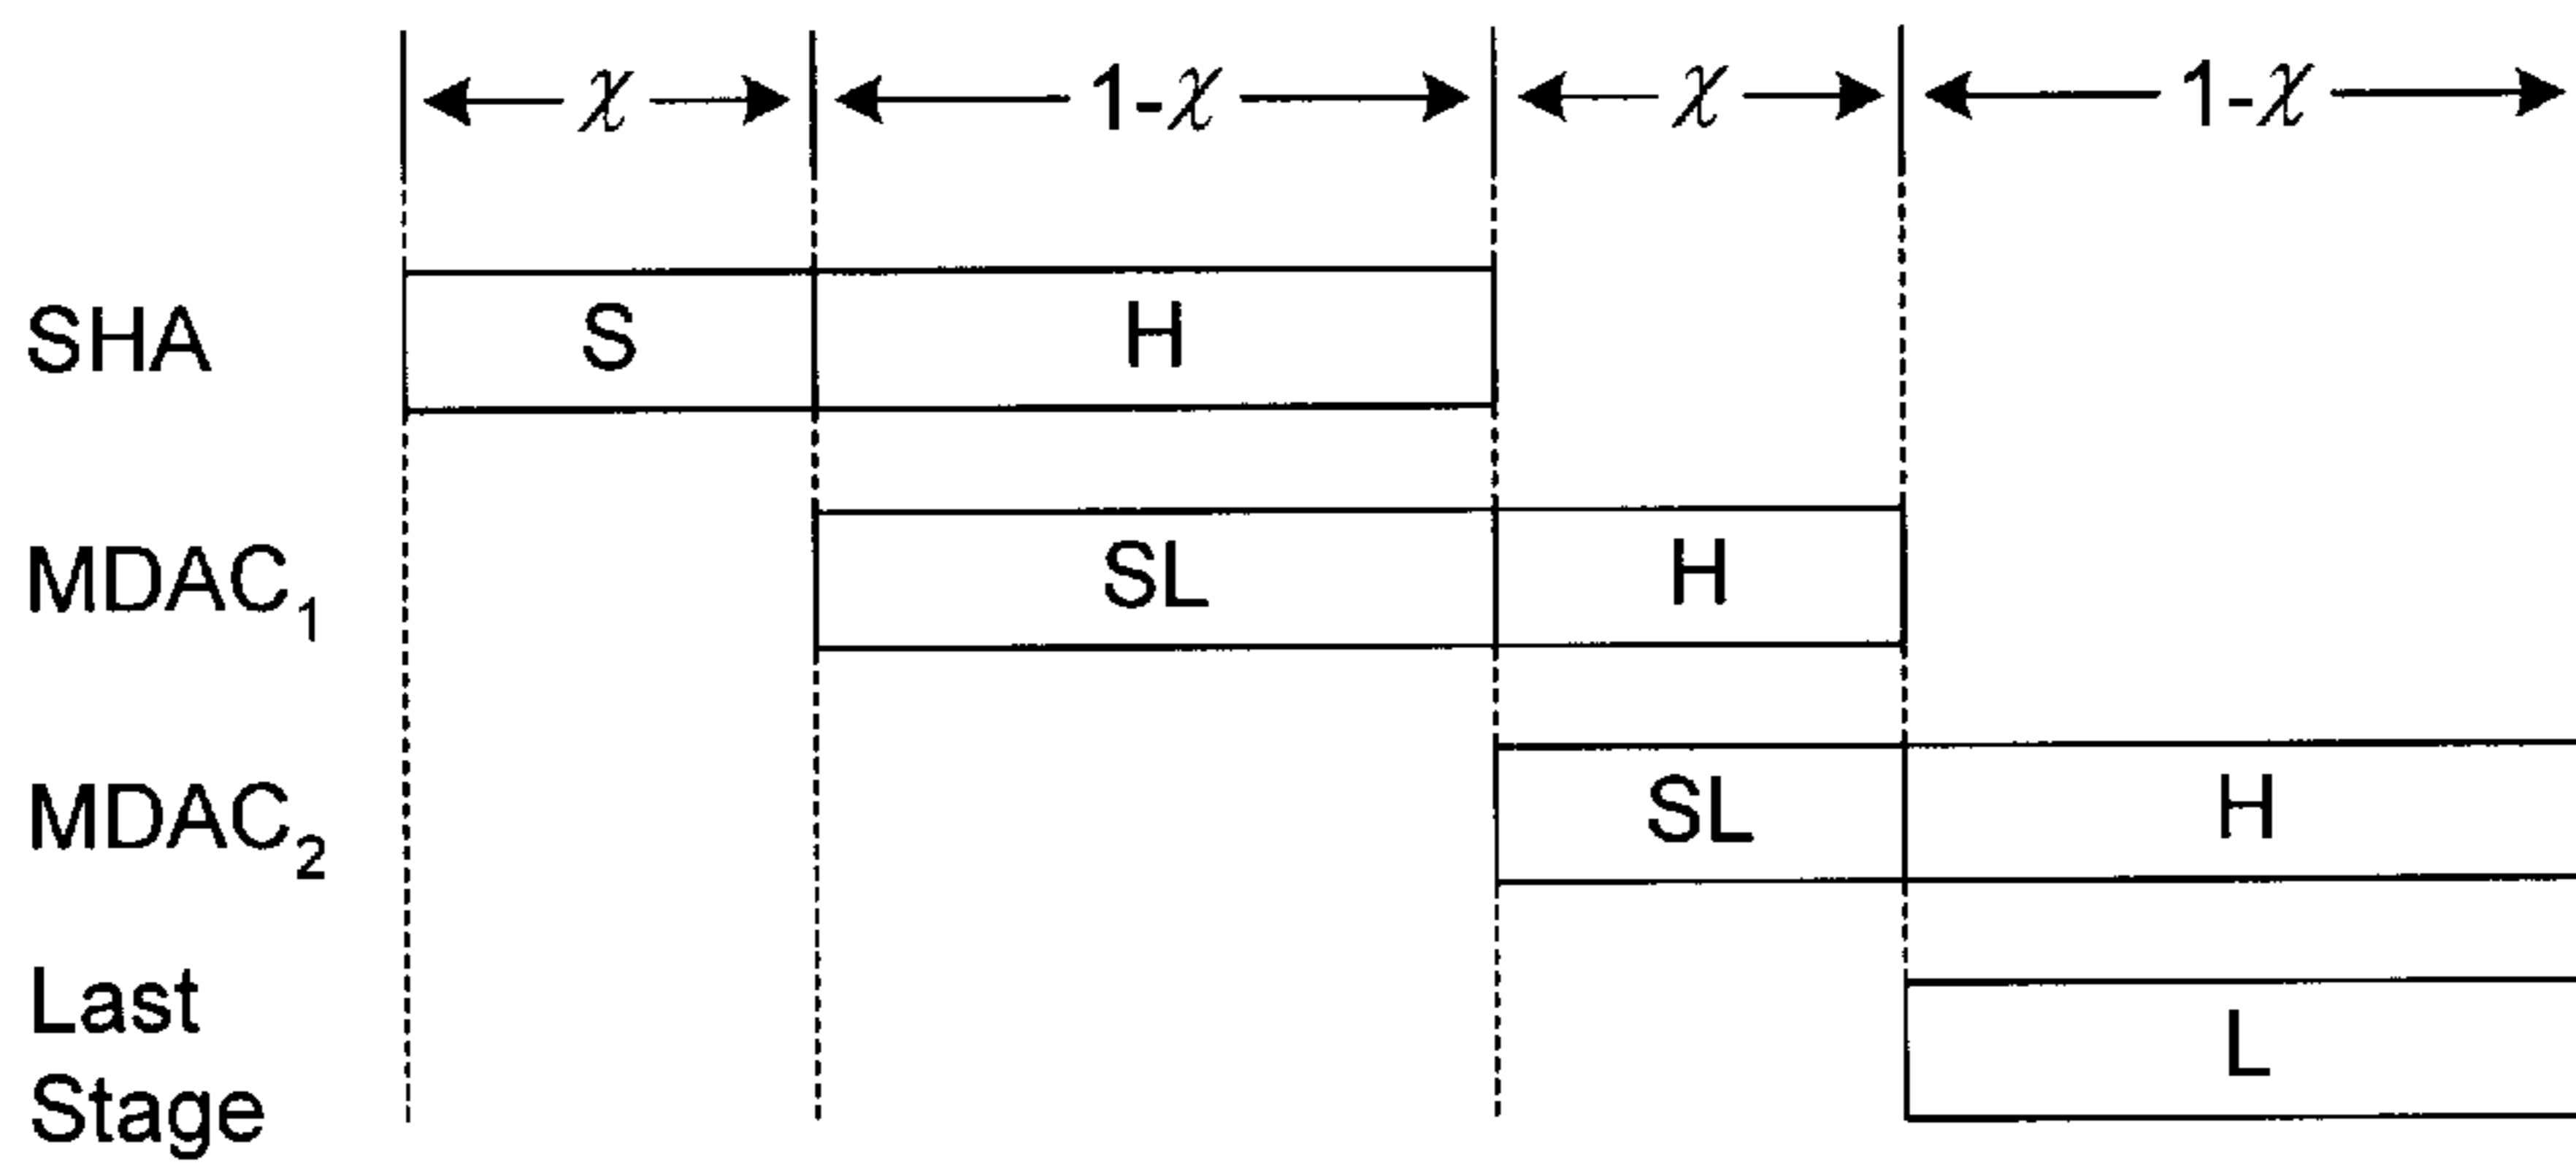 χ 1-χ χ 1-χ
SHA S H
MDAC₁ SL H
MDAC₂ SL H
Last
Stage
L